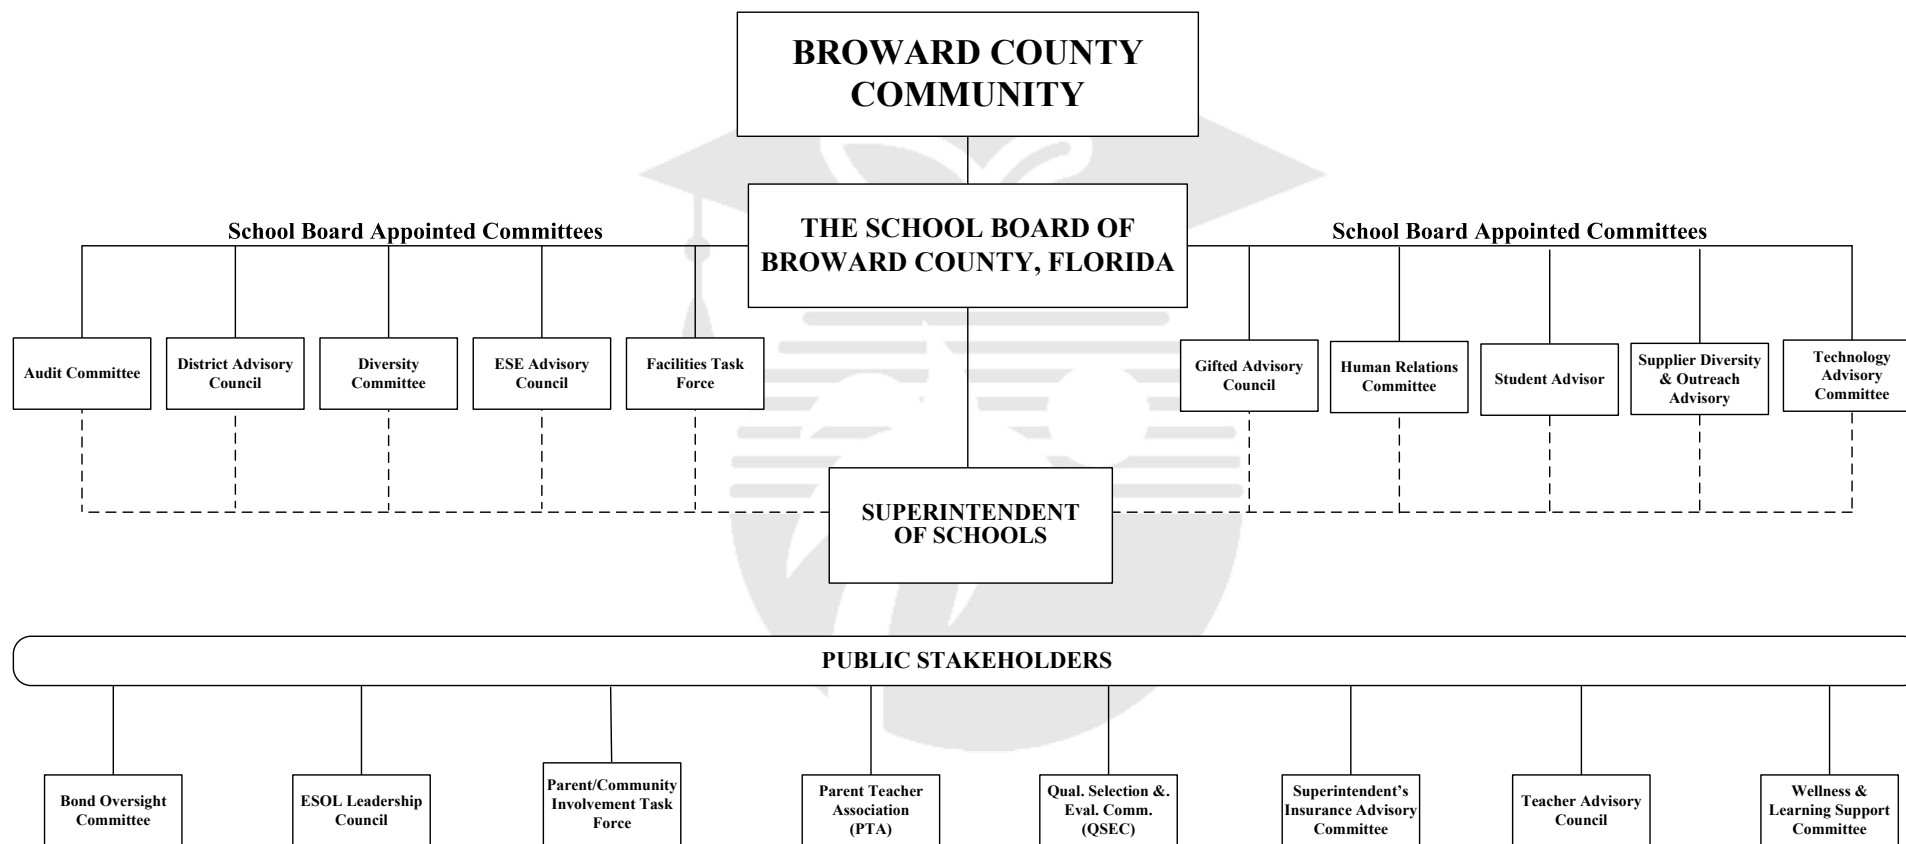 BROWARD COUNTY
COMMUNITY
THE SCHOOL BOARD OF
BROWARD COUNTY, FLORIDA
School Board Appointed Committees
School Board Appointed Committees
Audit Committee
District Advisory
Council
Diversity
Committee
ESE Advisory
Council
Facilities Task
Force
Gifted Advisory
Council
Human Relations
Committee
Student Advisor
Supplier Diversity
& Outreach
Advisory
Technology
Advisory
Committee
SUPERINTENDENT
OF SCHOOLS
PUBLIC STAKEHOLDERS
Bond Oversight
Committee
ESOL Leadership
Council
Parent/Community
Involvement Task
Force
Parent Teacher
Association
(PTA)
Qual. Selection &.
Eval. Comm.
(QSEC)
Superintendent’s
Insurance Advisory
Committee
Teacher Advisory
Council
Wellness &
Learning Support
Committee